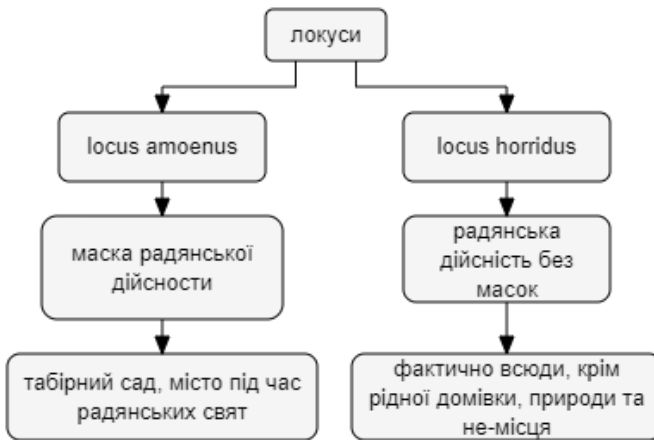 локуси
locus amoenus
locus horridus
маска радянської
дійсности
радянська
дійсність без
масок
табірний сад, місто під час
радянських свят
фактично всюди, крім
рідної домівки, природи та
не-місця